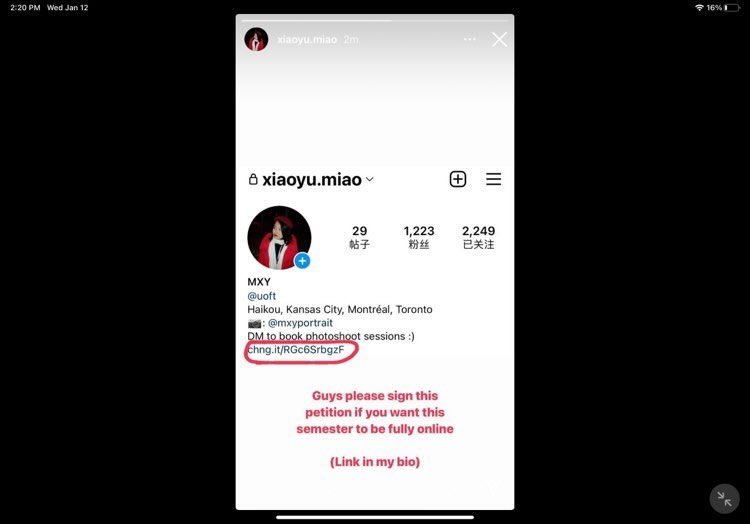 2:20 PM Wed Jan 12
16%
xiaoyu.miao 2m
xiaoyu.miao
29 1,223 2,249
帖子 粉丝 已关注
MXY
@uoft
Haikou, Kansas City, Montréal, Toronto
📷: @mxyportrait
DM to book photoshoot sessions :)
chng.it/RGc6SrbgzF
Guys please sign this
petition if you want this
semester to be fully online
(Link in my bio)